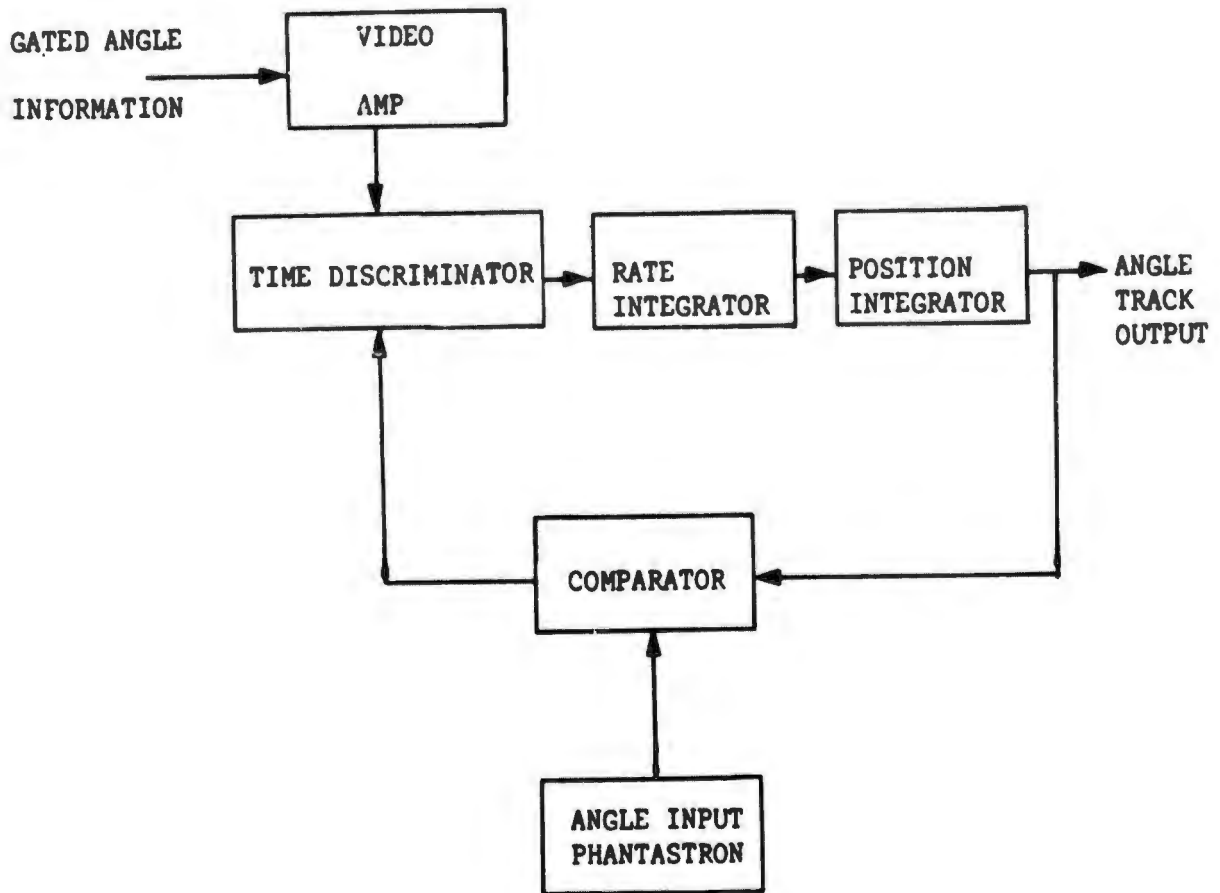 GATED ANGLE
INFORMATION
VIDEO
AMP
TIME DISCRIMINATOR
RATE
INTEGRATOR
POSITION
INTEGRATOR
ANGLE
TRACK
OUTPUT
COMPARATOR
ANGLE INPUT
PHANTASTRON